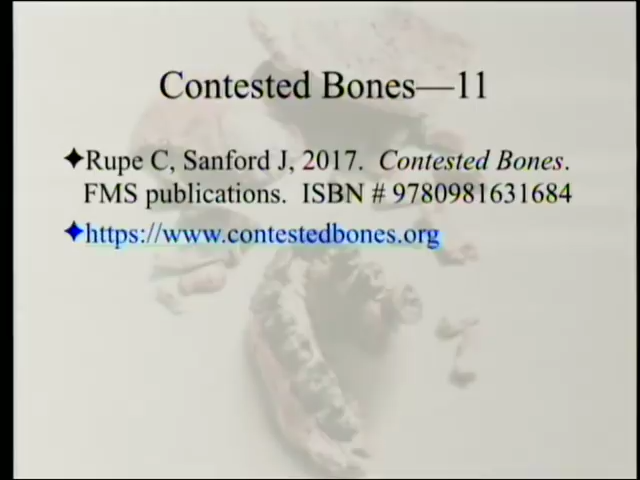 Contested Bones—11
✦Rupe C, Sanford J, 2017. Contested Bones.
FMS publications. ISBN # 9780981631684
✦https://www.contestedbones.org